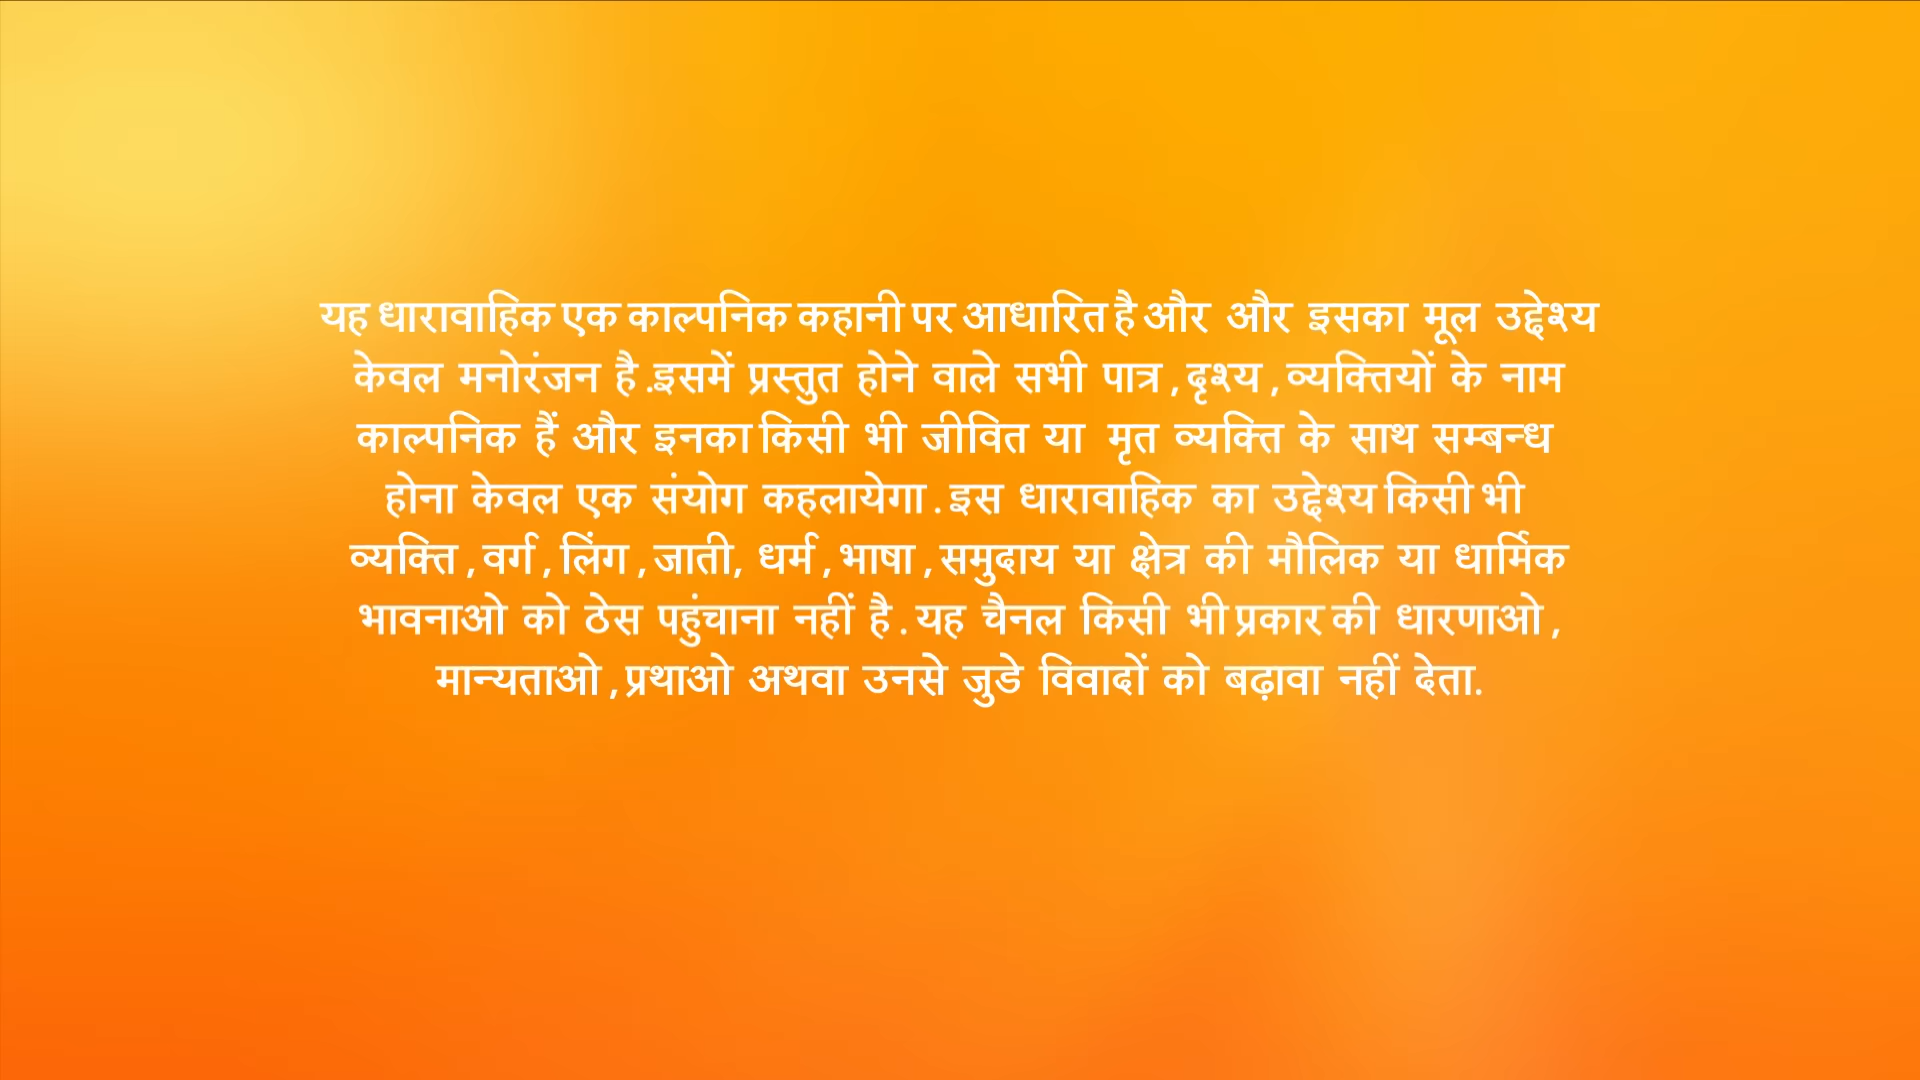 यह धारावाहिक एक काल्पनिक कहानी पर आधारित है और और इसका मूल उद्देश्य
केवल मनोरंजन है .इसमें प्रस्तुत होने वाले सभी पात्र , दृश्य , व्यक्तियों के नाम
काल्पनिक हैं और इनका किसी भी जीवित या मृत व्यक्ति के साथ सम्बन्ध
होना केवल एक संयोग कहलायेगा . इस धारावाहिक का उद्देश्य किसी भी
व्यक्ति , वर्ग , लिंग , जाती, धर्म , भाषा , समुदाय या क्षेत्र की मौलिक या धार्मिक
भावनाओ को ठेस पहुंचाना नहीं है . यह चैनल किसी भी प्रकार की धारणाओ ,
मान्यताओ , प्रथाओ अथवा उनसे जुडे विवादों को बढ़ावा नहीं देता.